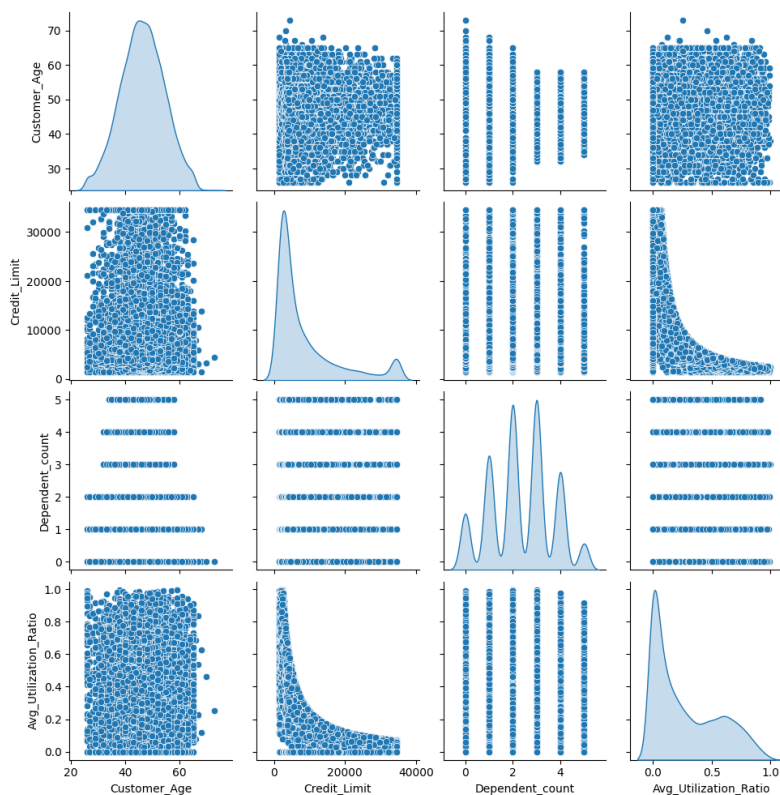 Customer_Age
70
60
50
40
30
Credit_Limit
30000
20000
10000
0
Dependent_count
5
4
3
2
1
0
Avg_Utilization_Ratio
1.0
0.8
0.6
0.4
0.2
0.0
20 40 60
0 20000 40000
0 2 4
0.0 0.5 1.0
Customer_Age Credit_Limit Dependent_count Avg_Utilization_Ratio